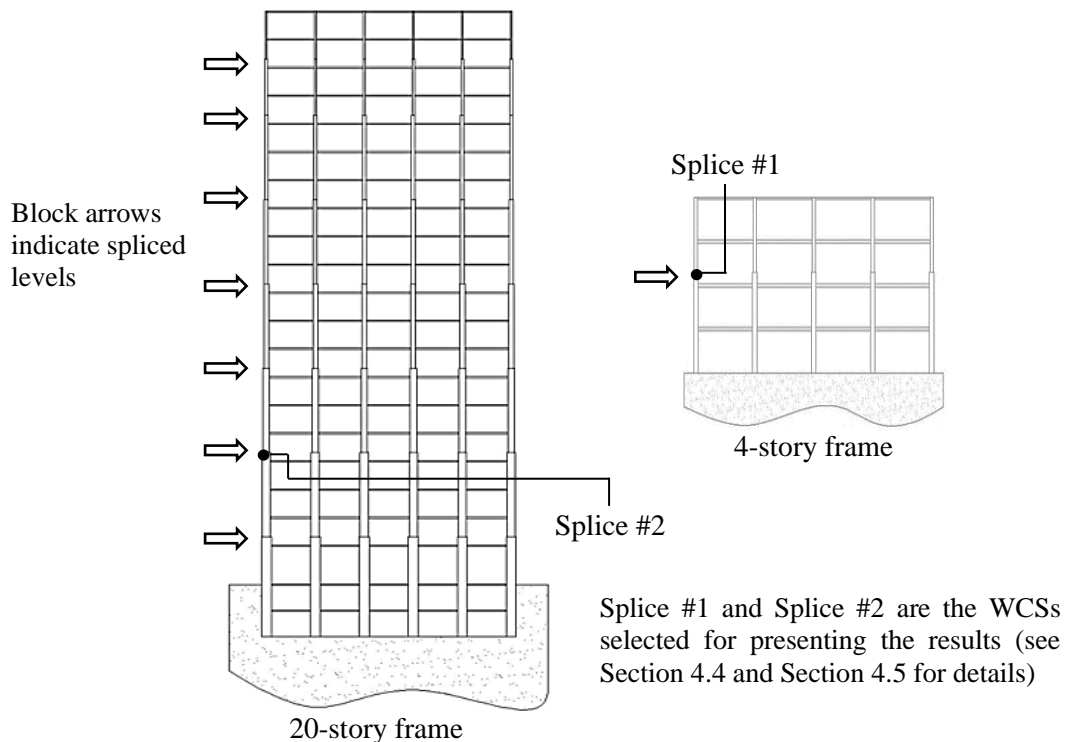 Block arrows
indicate spliced
levels
Splice #1
4-story frame
Splice #2
Splice #1 and Splice #2 are the WCSs
selected for presenting the results (see
Section 4.4 and Section 4.5 for details)
20-story frame